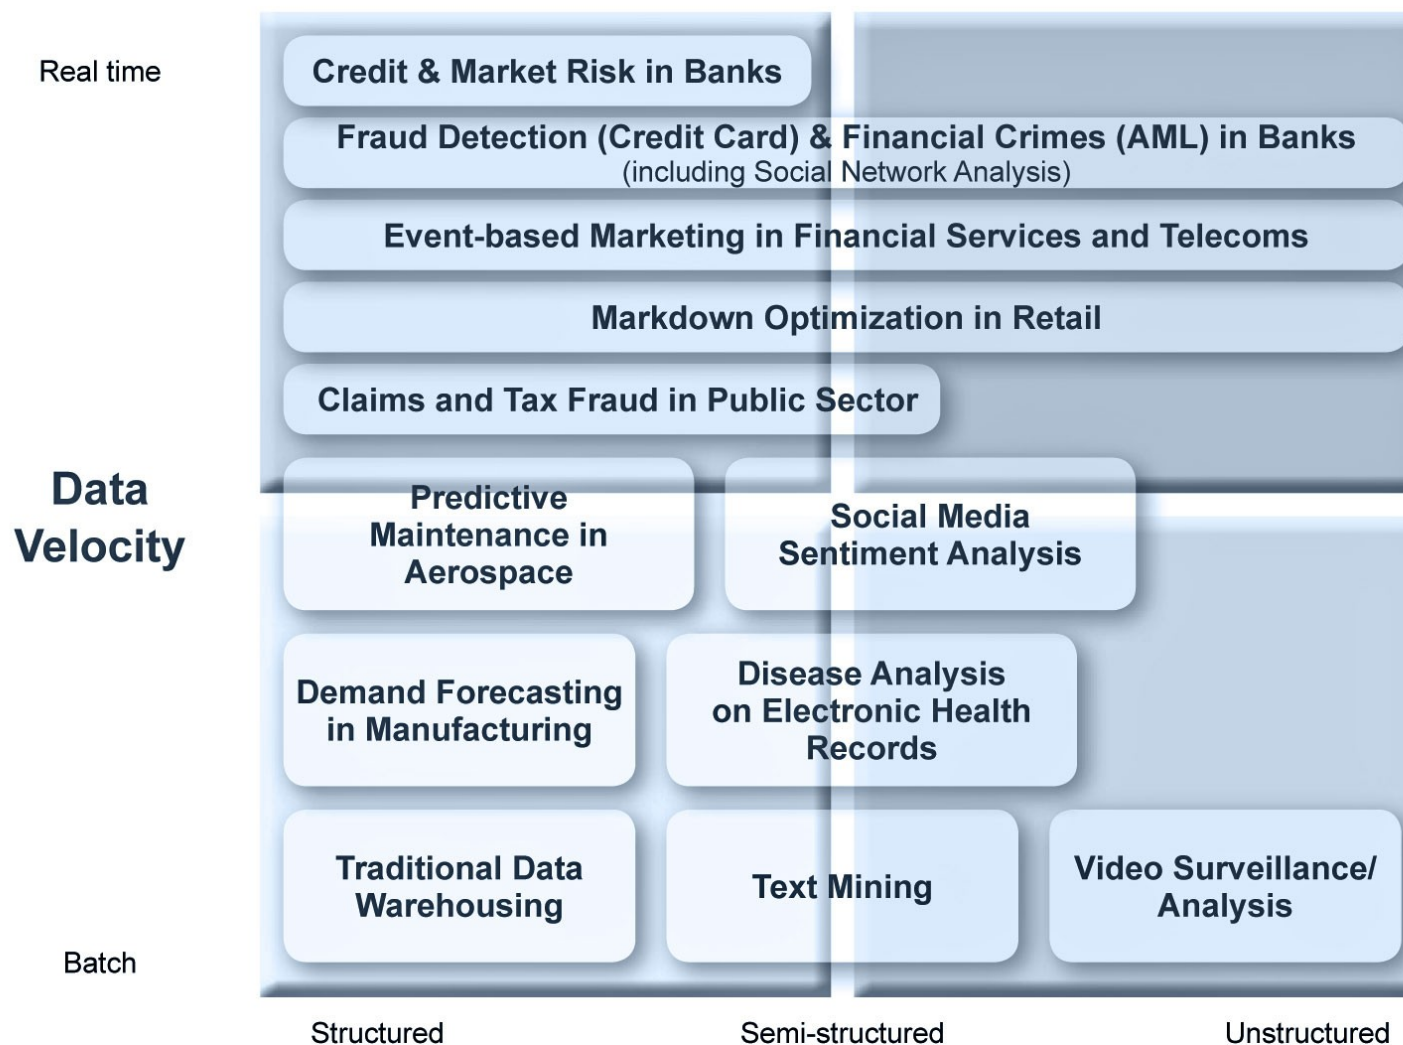 Real time
Credit & Market Risk in Banks
Fraud Detection (Credit Card) & Financial Crimes (AML) in Banks
(including Social Network Analysis)
Event-based Marketing in Financial Services and Telecoms
Markdown Optimization in Retail
Claims and Tax Fraud in Public Sector
Data
Velocity
Predictive
Maintenance in
Aerospace
Social Media
Sentiment Analysis
Demand Forecasting
in Manufacturing
Disease Analysis
on Electronic Health
Records
Traditional Data
Warehousing
Text Mining
Video Surveillance/
Analysis
Batch
Structured
Semi-structured
Unstructured